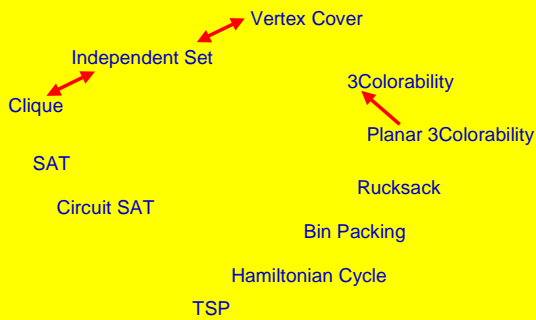 Vertex Cover
Independent Set
3Colorability
Clique
Planar 3Colorability
SAT
Rucksack
Circuit SAT
Bin Packing
Hamiltonian Cycle
TSP